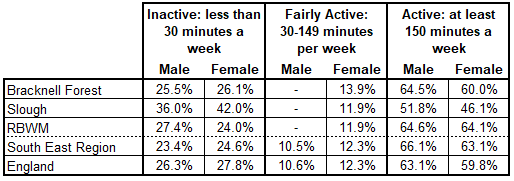 Inactive: less than 30 minutes a week Fairly Active: 30-149 minutes per week Active: at least 150 minutes a week
Male Female Male Female Male Female
Bracknell Forest 25.5% 26.1% - 13.9% 64.5% 60.0%
Slough 36.0% 42.0% - 11.9% 51.8% 46.1%
RBWM 27.4% 24.0% - 11.9% 64.6% 64.1%
South East Region 23.4% 24.6% 10.5% 12.3% 66.1% 63.1%
England 26.3% 27.8% 10.6% 12.3% 63.1% 59.8%